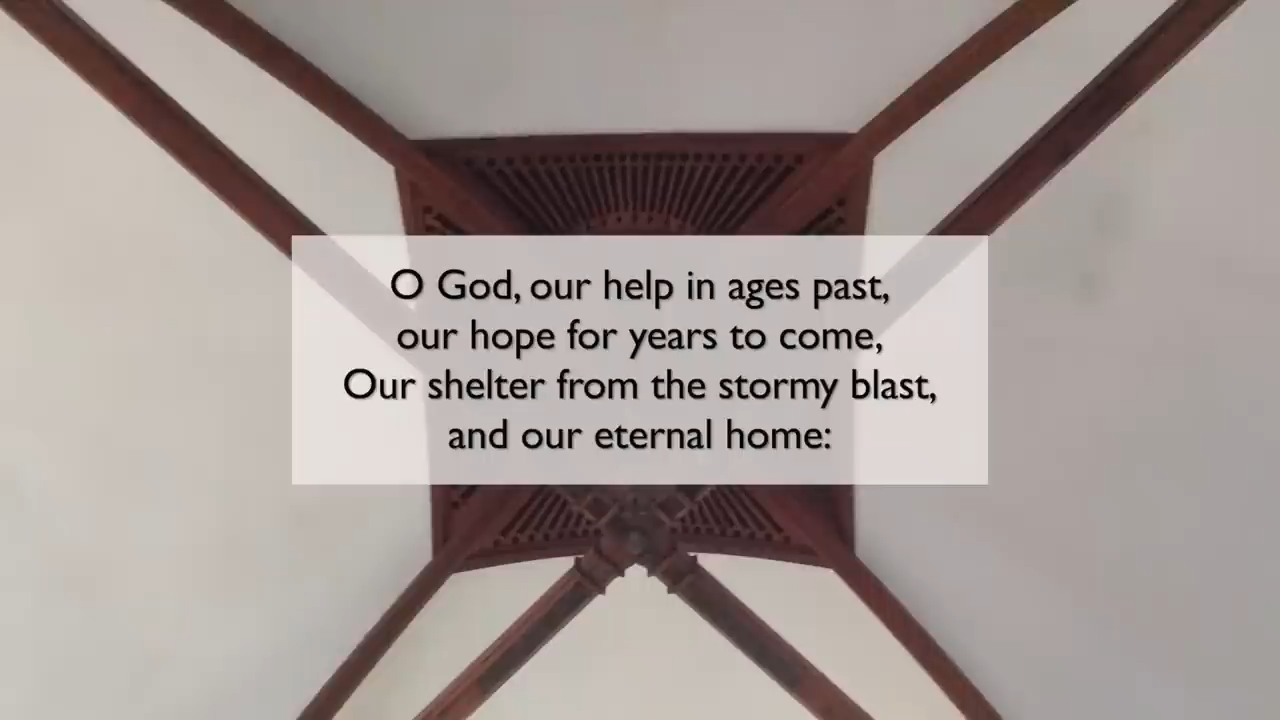 O God, our help in ages past,
our hope for years to come,
Our shelter from the stormy blast,
and our eternal home: